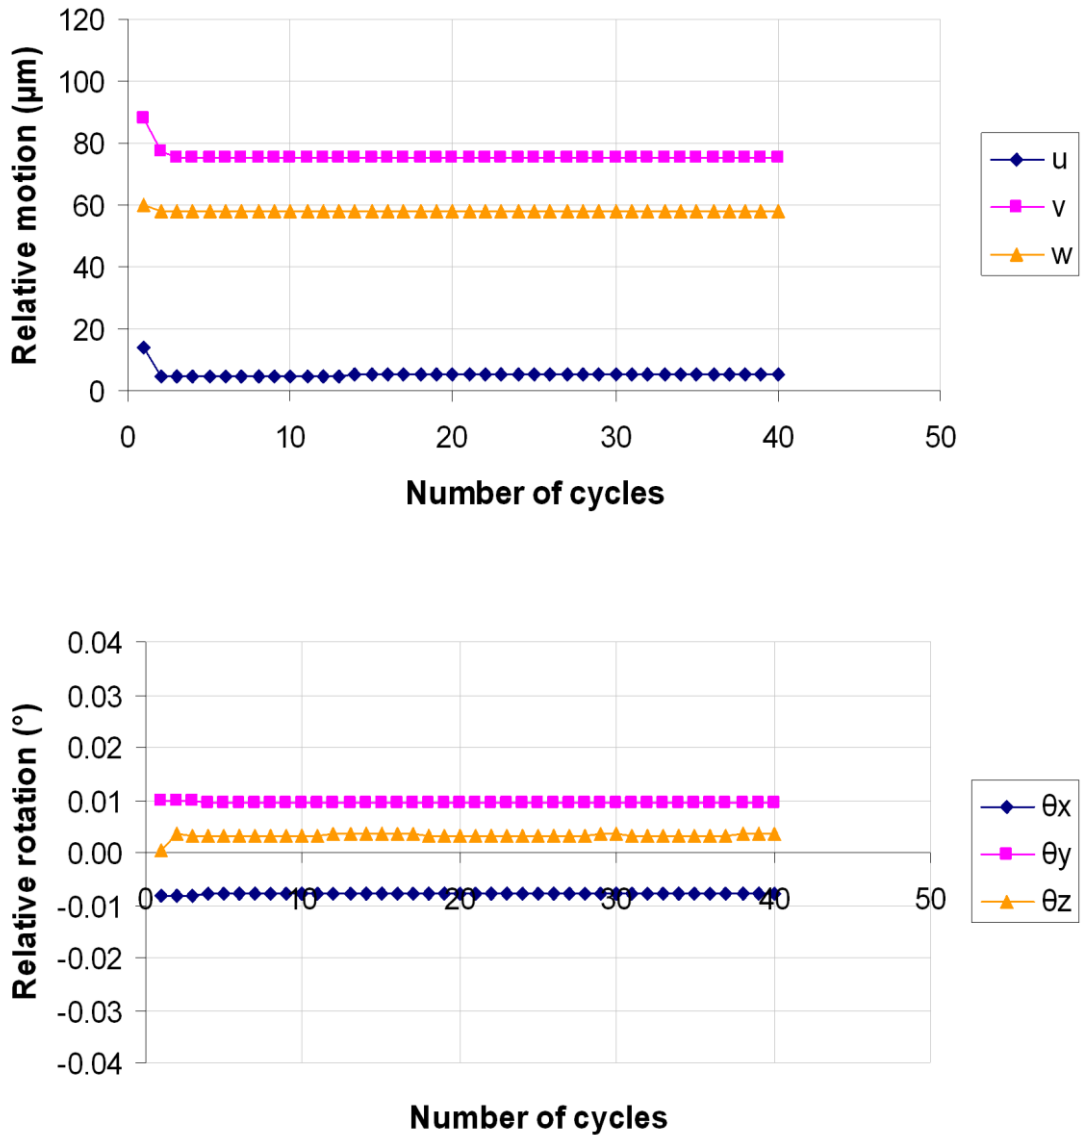 120
100
80
60
40
20
0
Relative motion (µm)
0 10 20 30 40 50
Number of cycles
u
v
w
0.04
0.03
0.02
0.01
0.00
-0.01
-0.02
-0.03
-0.04
Relative rotation (°)
0 10 20 30 40 50
Number of cycles
θx
θy
θz